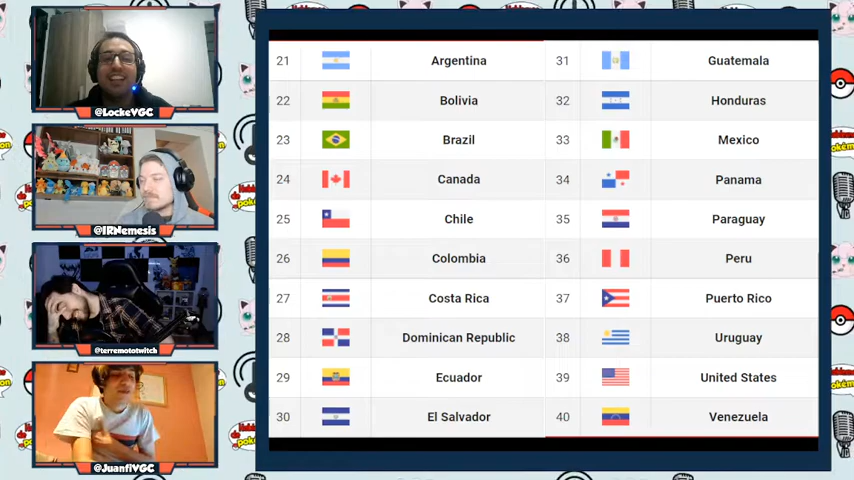 @LockeVGC
@IRNemesis
@terremototwitch
@JuanfiVGC
21 Argentina 31 Guatemala
22 Bolivia 32 Honduras
23 Brazil 33 Mexico
24 Canada 34 Panama
25 Chile 35 Paraguay
26 Colombia 36 Peru
27 Costa Rica 37 Puerto Rico
28 Dominican Republic 38 Uruguay
29 Ecuador 39 United States
30 El Salvador 40 Venezuela